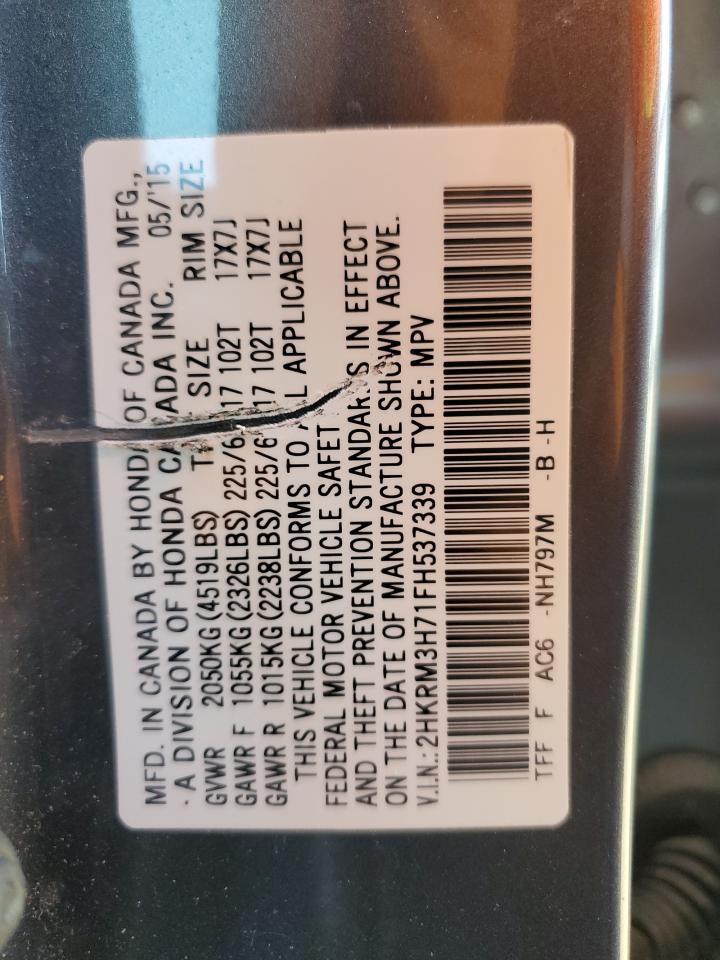 MFD. IN CANADA BY HONDA OF CANADA MFG.,
· A DIVISION OF HONDA CANADA INC. 05/'15
GVWR 2050KG (4519LBS) SIZE RIM SIZE
GAWR F 1055KG (2326LBS) 225/6 17 102T 17X7J
GAWR R 1015KG (2238LBS) 225/6 17 102T 17X7J
THIS VEHICLE CONFORMS TO APPLICABLE
FEDERAL MOTOR VEHICLE SAFETY
AND THEFT PREVENTION STANDARDS IN EFFECT
ON THE DATE OF MANUFACTURE SHOWN ABOVE.
V.I.N.: 2HKRM3H71FH537339 TYPE: MPV
TFF F AC6 -NH797M -B -H